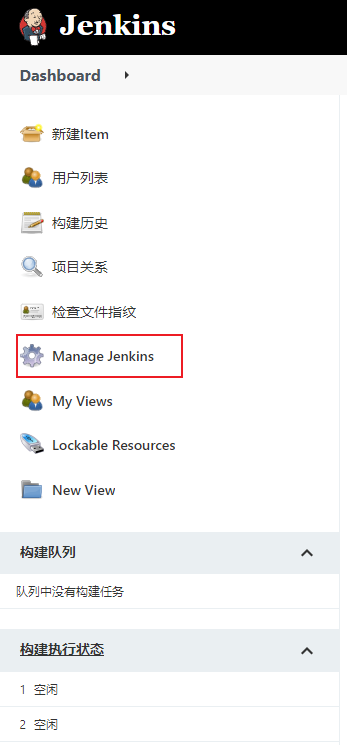 Jenkins
Dashboard
新建Item
用户列表
构建历史
项目关系
检查文件指纹
Manage Jenkins
My Views
Lockable Resources
New View
构建队列
队列中没有构建任务
构建执行状态
1 空闲
2 空闲